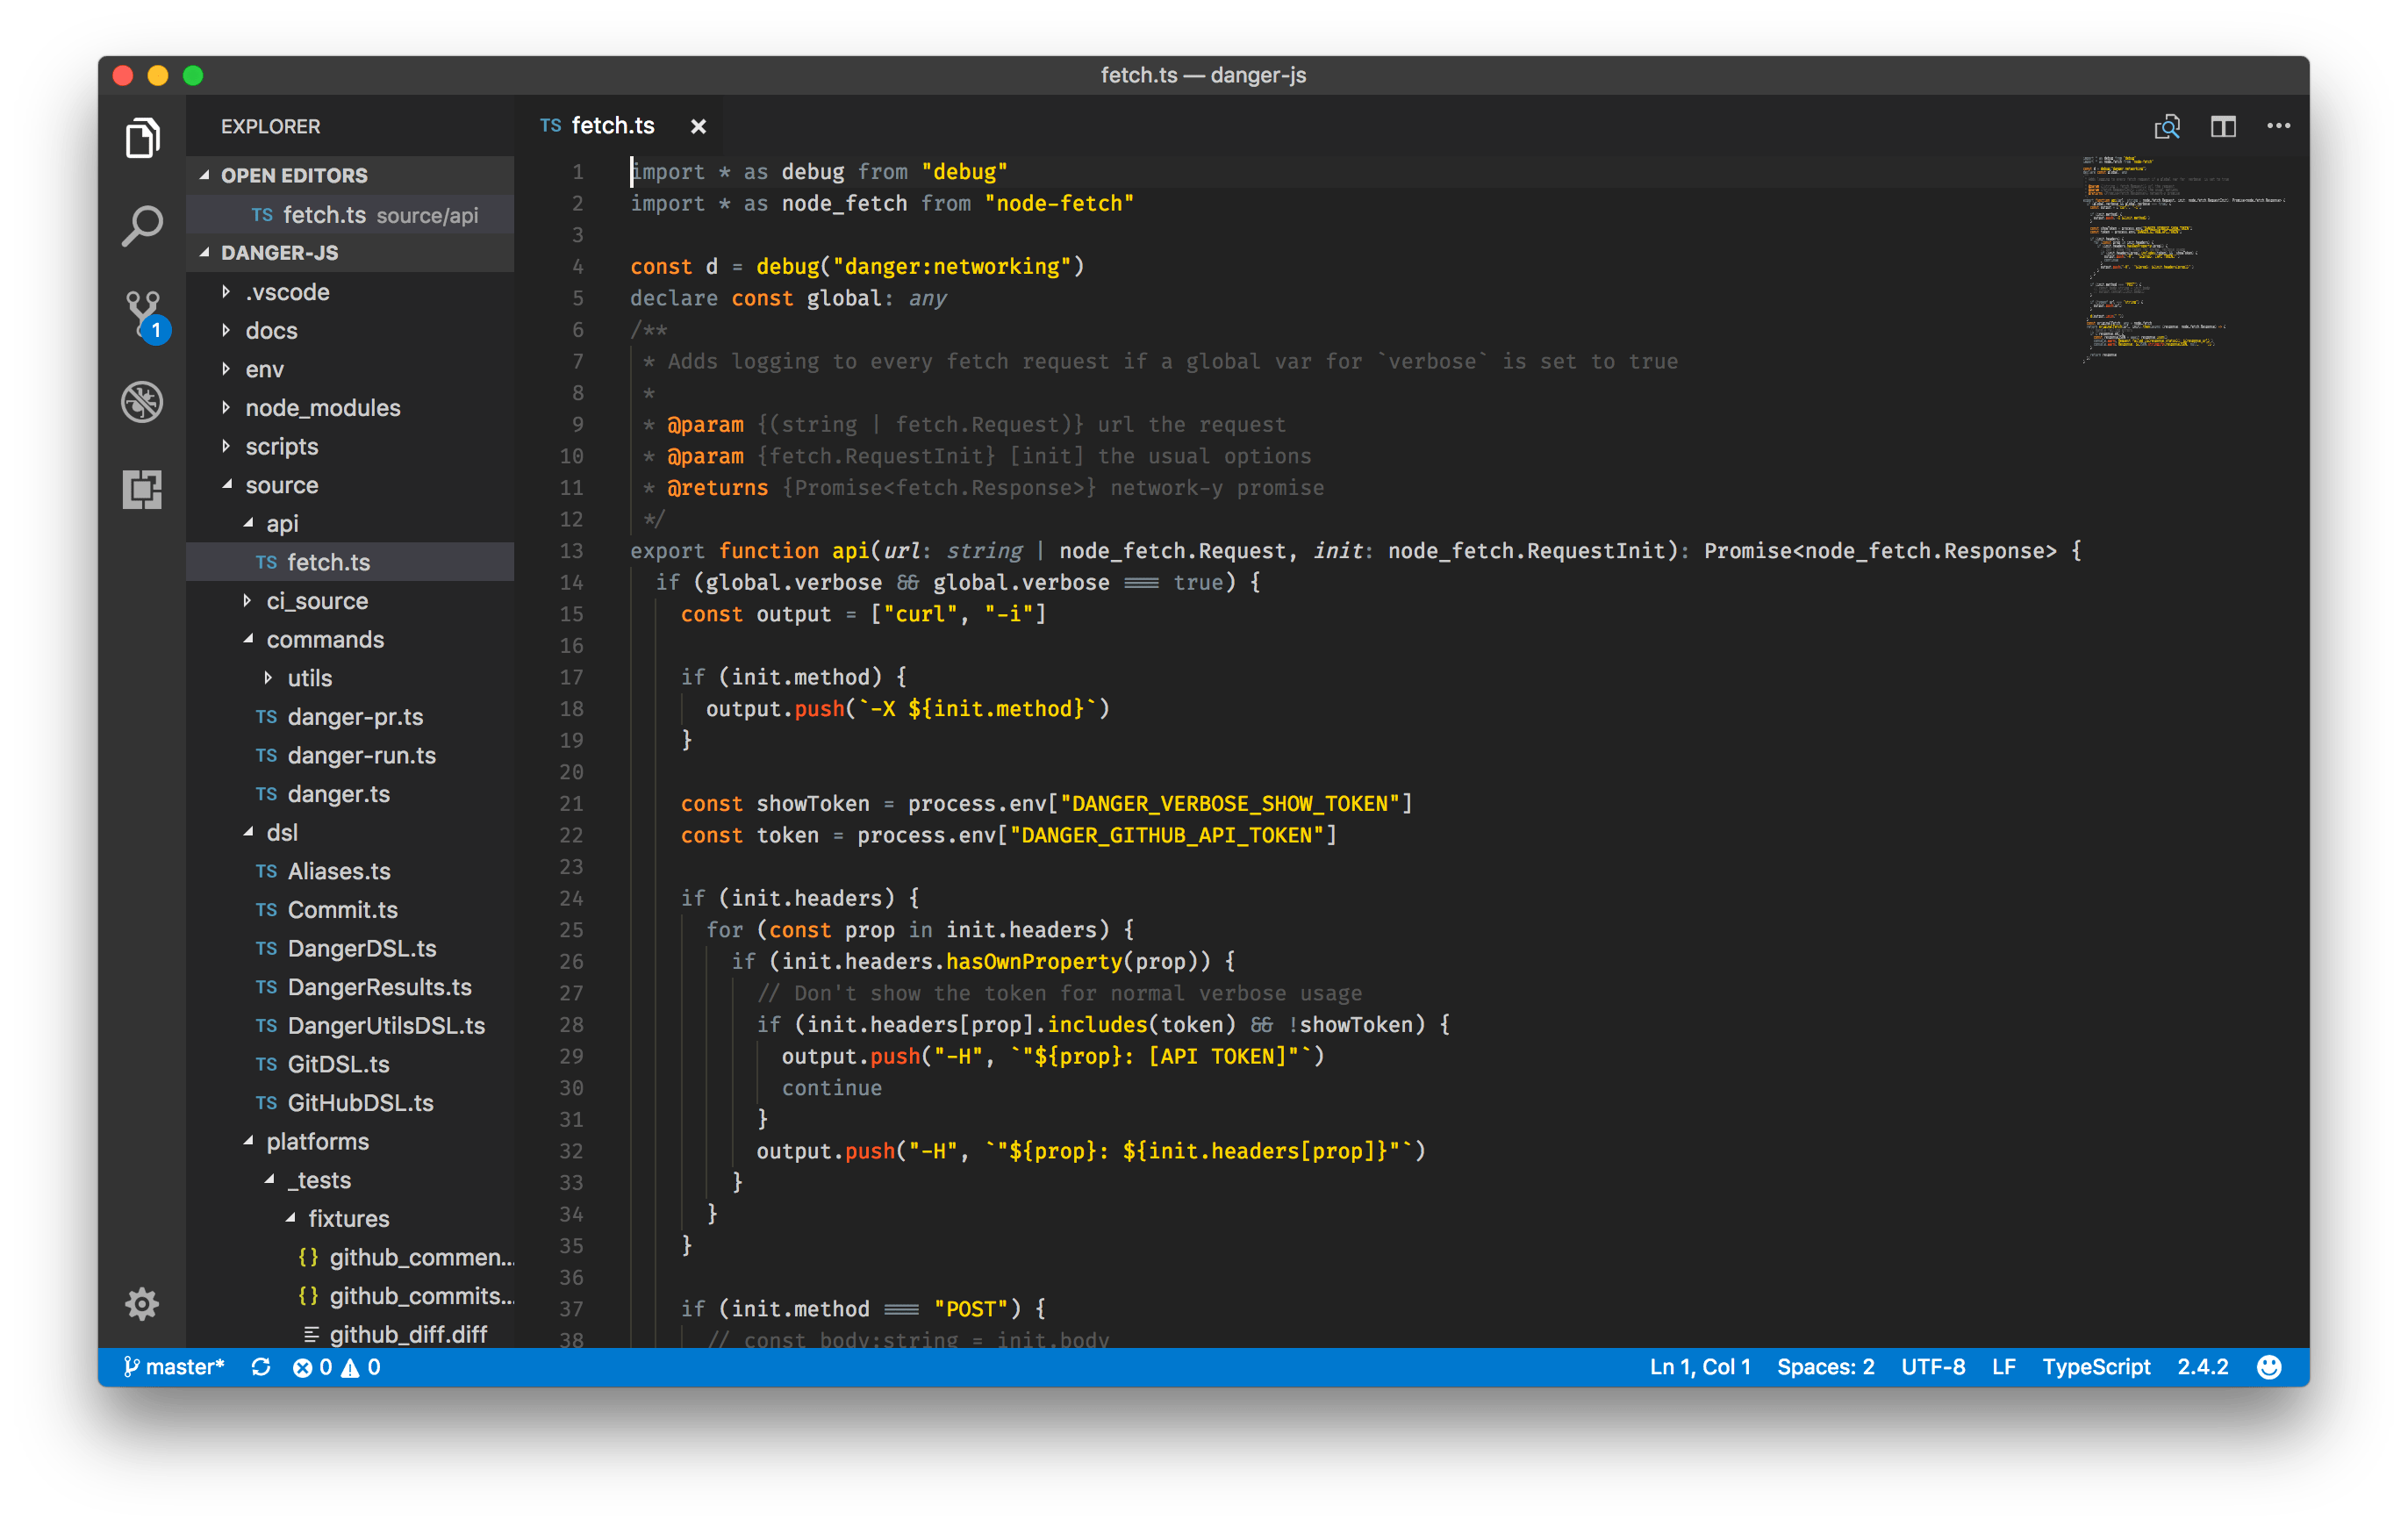 fetch.ts — danger-js
EXPLORER
OPEN EDITORS
TS fetch.ts source/api
DANGER-JS
.vscode
docs
1
env
node_modules
scripts
source
api
TS fetch.ts
ci_source
commands
utils
TS danger-pr.ts
TS danger-run.ts
TS danger.ts
dsl
TS Aliases.ts
TS Commit.ts
TS DangerDSL.ts
TS DangerResults.ts
TS DangerUtilsDSL.ts
TS GitDSL.ts
TS GitHubDSL.ts
platforms
_tests
fixtures
{} github_commen...
{} github_commits...
github_diff.diff
TS fetch.ts ×
1 import * as debug from "debug"
2 import * as node_fetch from "node-fetch"
3
4 const d = debug("danger:networking")
5 declare const global: any
6 /**
7 * Adds logging to every fetch request if a global var for `verbose` is set to true
8 *
9 * @param {(string | fetch.Request)} url the request
10 * @param {fetch.RequestInit} [init] the usual options
11 * @returns {Promise<fetch.Response>} network-y promise
12 */
13 export function api(url: string | node_fetch.Request, init: node_fetch.RequestInit): Promise<node_fetch.Response> {
14 if (global.verbose && global.verbose === true) {
15 const output = ["curl", "-i"]
16
17 if (init.method) {
18 output.push(`-X ${init.method}`)
19 }
20
21 const showToken = process.env["DANGER_VERBOSE_SHOW_TOKEN"]
22 const token = process.env["DANGER_GITHUB_API_TOKEN"]
23
24 if (init.headers) {
25 for (const prop in init.headers) {
26 if (init.headers.hasOwnProperty(prop)) {
27 // Don't show the token for normal verbose usage
28 if (init.headers[prop].includes(token) && !showToken) {
29 output.push("-H", `"${prop}: [API TOKEN]"`)
30 continue
31 }
32 output.push("-H", `"${prop}: ${init.headers[prop]}"`)
33 }
34 }
35 }
36
37 if (init.method === "POST") {
38 // const body:string = init.body
master* 0 0
Ln 1, Col 1 Spaces: 2 UTF-8 LF TypeScript 2.4.2